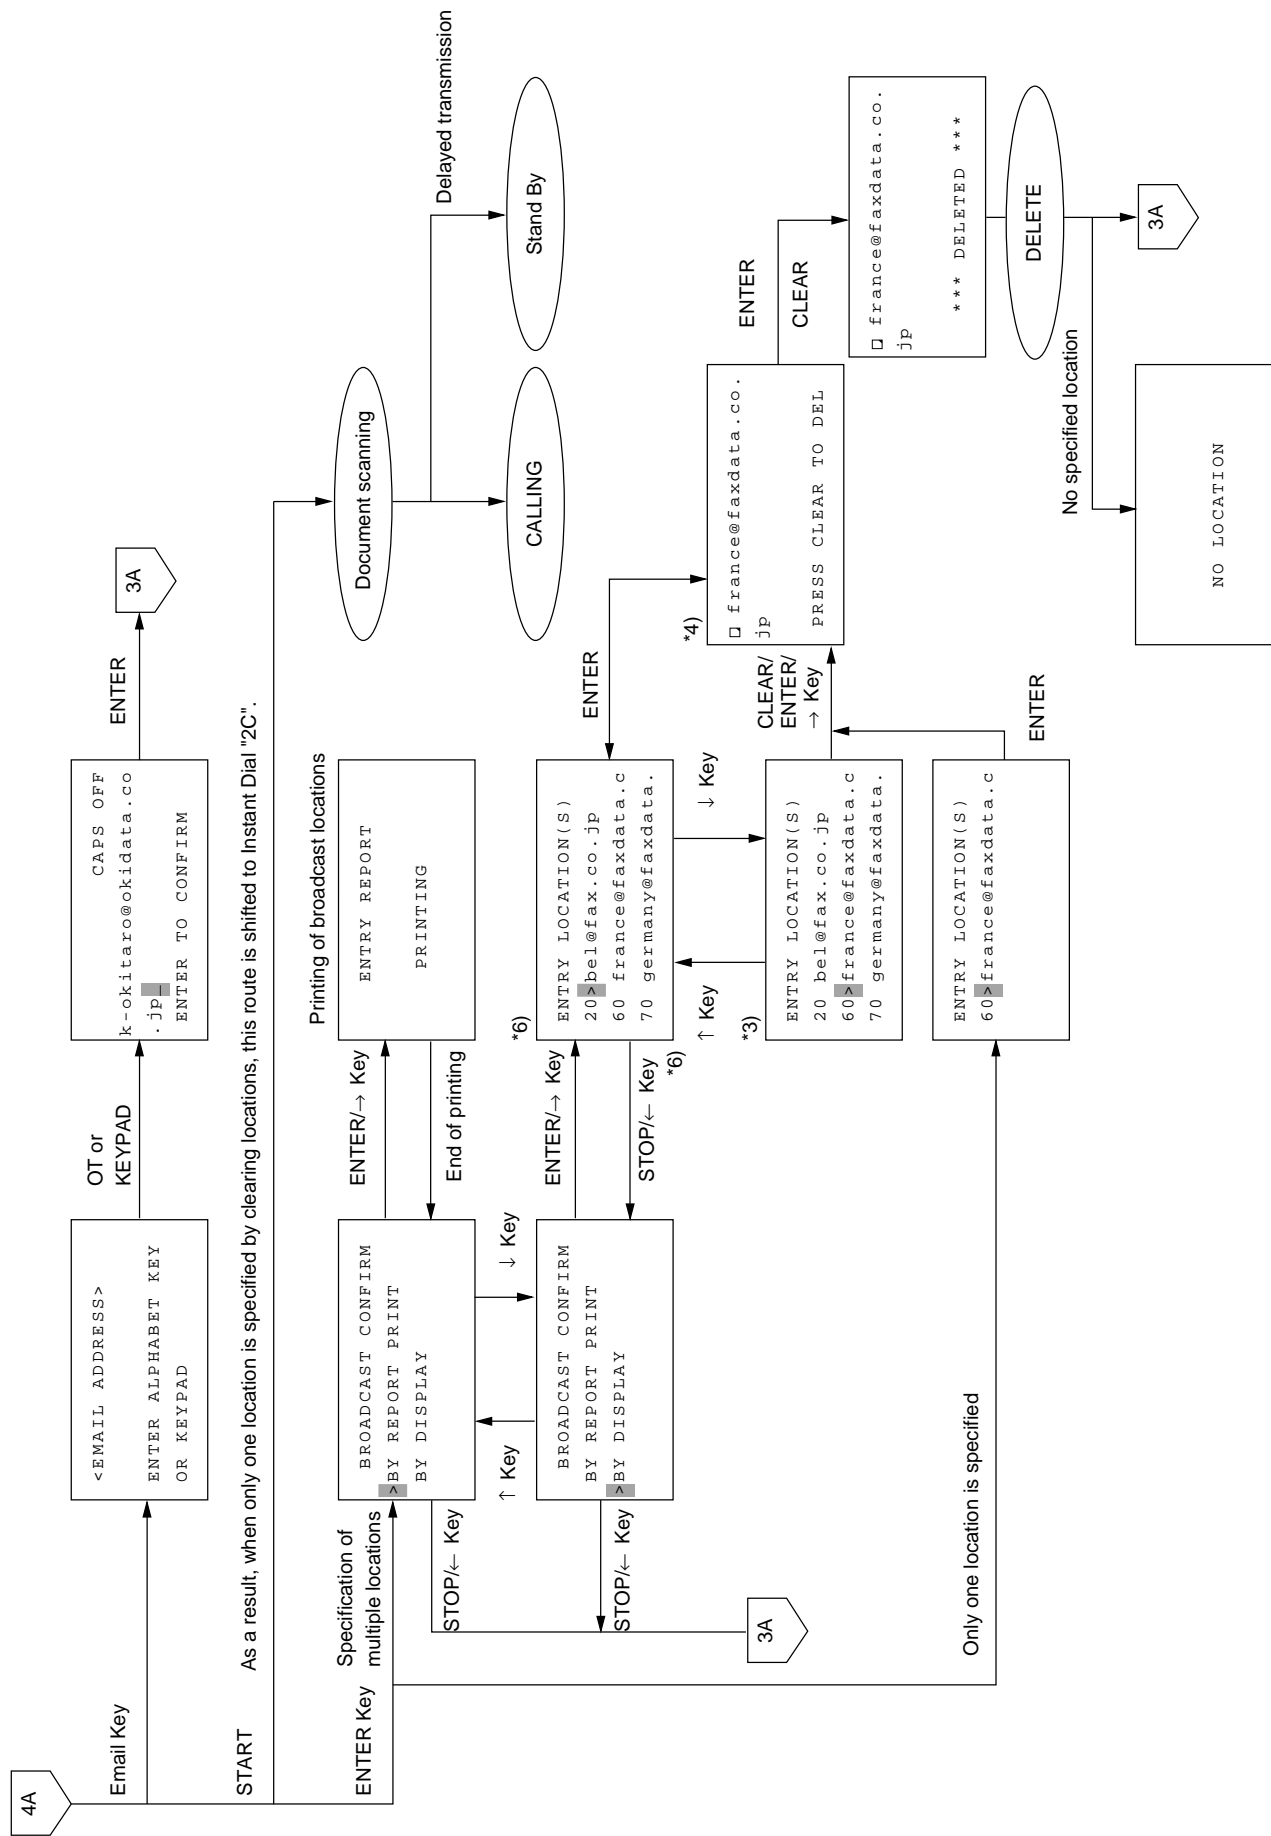 4A
Email Key
<EMAIL ADDRESS>
ENTER ALPHABET KEY
OR KEYPAD
OT or
KEYPAD
CAPS OFF
k-okitaro@okidata.co
.jp_
ENTER TO CONFIRM
ENTER
3A
START
As a result, when only one location is specified by clearing locations, this route is shifted to Instant Dial "2C".
Document scanning
Delayed transmission
CALLING
Stand By
ENTER Key
Specification of
multiple locations
BROADCAST CONFIRM
>BY REPORT PRINT
BY DISPLAY
ENTER/→ Key
End of printing
Printing of broadcast locations
ENTRY REPORT
PRINTING
STOP/← Key
↑ Key
↓ Key
BROADCAST CONFIRM
BY REPORT PRINT
>BY DISPLAY
STOP/← Key
3A
ENTER/→ Key
STOP/← Key
*6)
*6)
ENTRY LOCATION(S)
20>bel@fax.co.jp
60 france@faxdata.c
70 germany@faxdata.
ENTER
↑ Key
↓ Key
*3)
ENTRY LOCATION(S)
20 bel@fax.co.jp
60>france@faxdata.c
70 germany@faxdata.
CLEAR/
ENTER/
→ Key
*4)
france@faxdata.co.
jp
PRESS CLEAR TO DEL
ENTER
CLEAR
france@faxdata.co.
jp
*** DELETED ***
DELETE
3A
No specified location
NO LOCATION
Only one location is specified
ENTRY LOCATION(S)
60>france@faxdata.c
ENTER